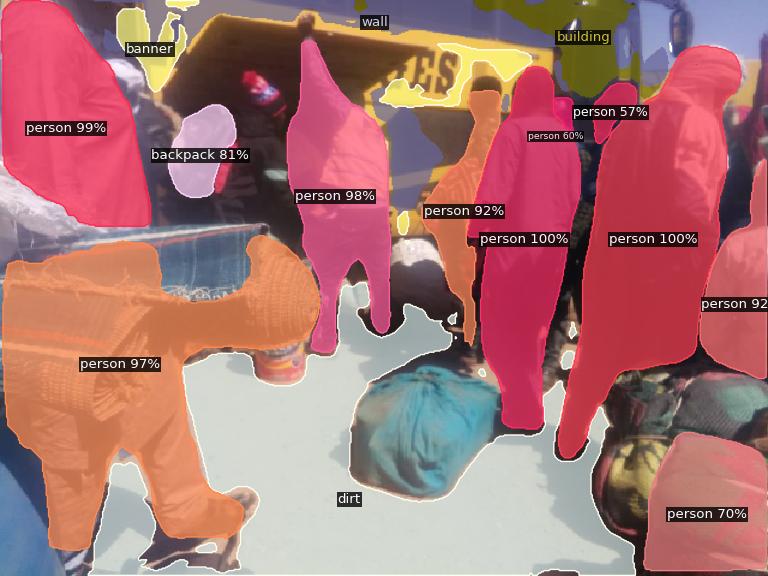 wall
banner
building
ES
person 57%
person 99%
person 60%
backpack 81%
person 98%
person 92%
person 100%
person 100%
person 92
person 97%
dirt
person 70%